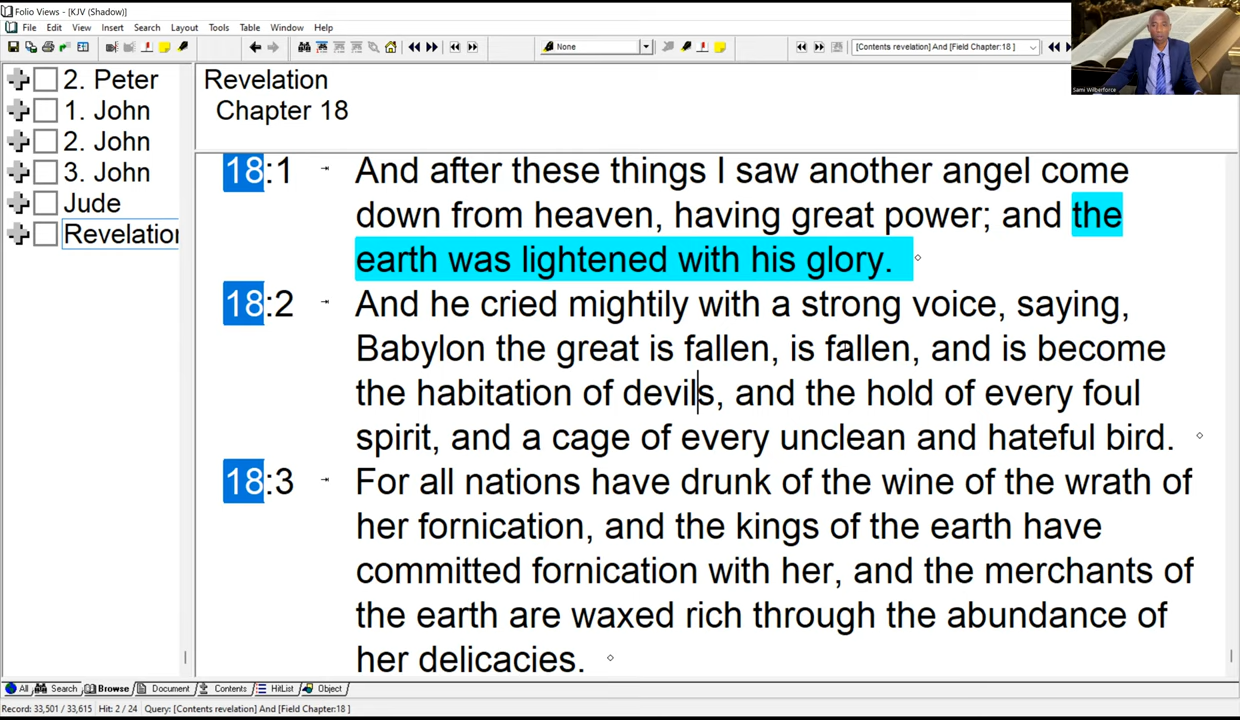 Folio Views - [KJV (Shadow)]
File Edit View Insert Search Layout Tools Table Window Help
None
[Contents revelation] And [Field Chapter:18 ]
Sami Wilberforce
2. Peter
1. John
2. John
3. John
Jude
Revelation
Revelation
Chapter 18
18:1 And after these things I saw another angel come
down from heaven, having great power; and the
earth was lightened with his glory.
18:2 And he cried mightily with a strong voice, saying,
Babylon the great is fallen, is fallen, and is become
the habitation of devils, and the hold of every foul
spirit, and a cage of every unclean and hateful bird.
18:3 For all nations have drunk of the wine of the wrath of
her fornication, and the kings of the earth have
committed fornication with her, and the merchants of
the earth are waxed rich through the abundance of
her delicacies.
All Search Browse Document Contents HitList Object
Record: 33,501 / 33,615 Hit: 2 / 24 Query: [Contents revelation] And [Field Chapter:18 ]